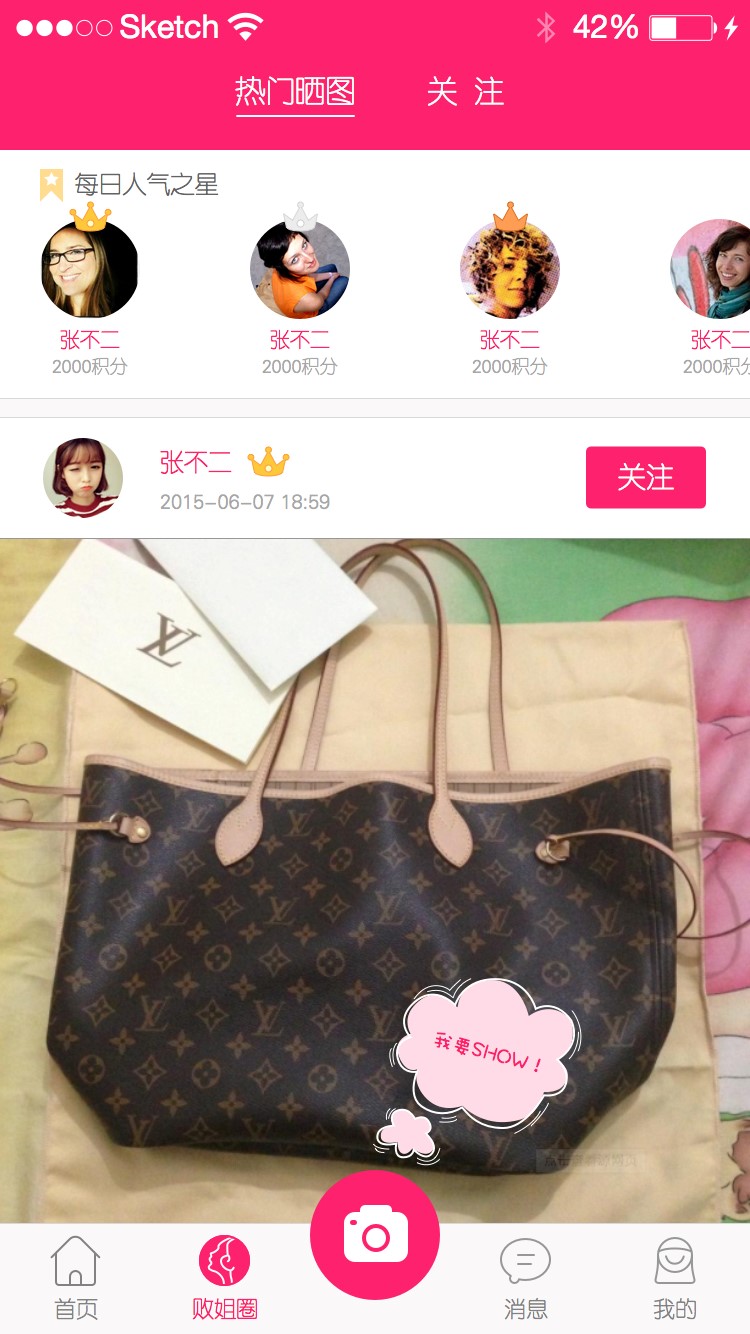 Sketch 42%
热门晒图 关 注
每日人气之星
张不二 张不二 张不二 张不二
2000积分 2000积分 2000积分 2000积分
张不二
关注
2015-06-07 18:59
LV
我要SHOW！
首页 败姐圈 消息 我的